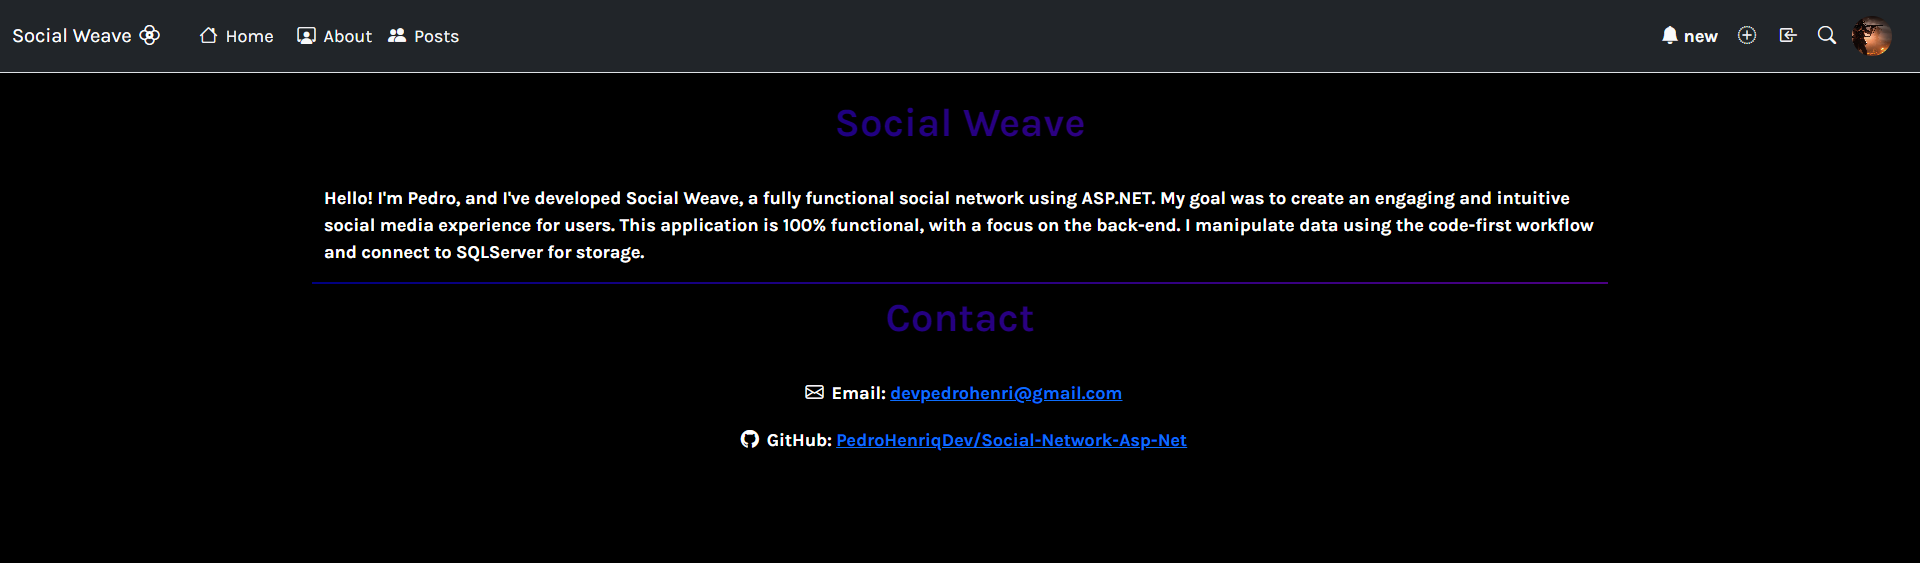 Social Weave
Home About Posts
new
Social Weave
Hello! I'm Pedro, and I've developed Social Weave, a fully functional social network using ASP.NET. My goal was to create an engaging and intuitive
social media experience for users. This application is 100% functional, with a focus on the back-end. I manipulate data using the code-first workflow
and connect to SQLServer for storage.
Contact
Email: devpedrohenri@gmail.com
GitHub: PedroHenriqDev/Social-Network-Asp-Net